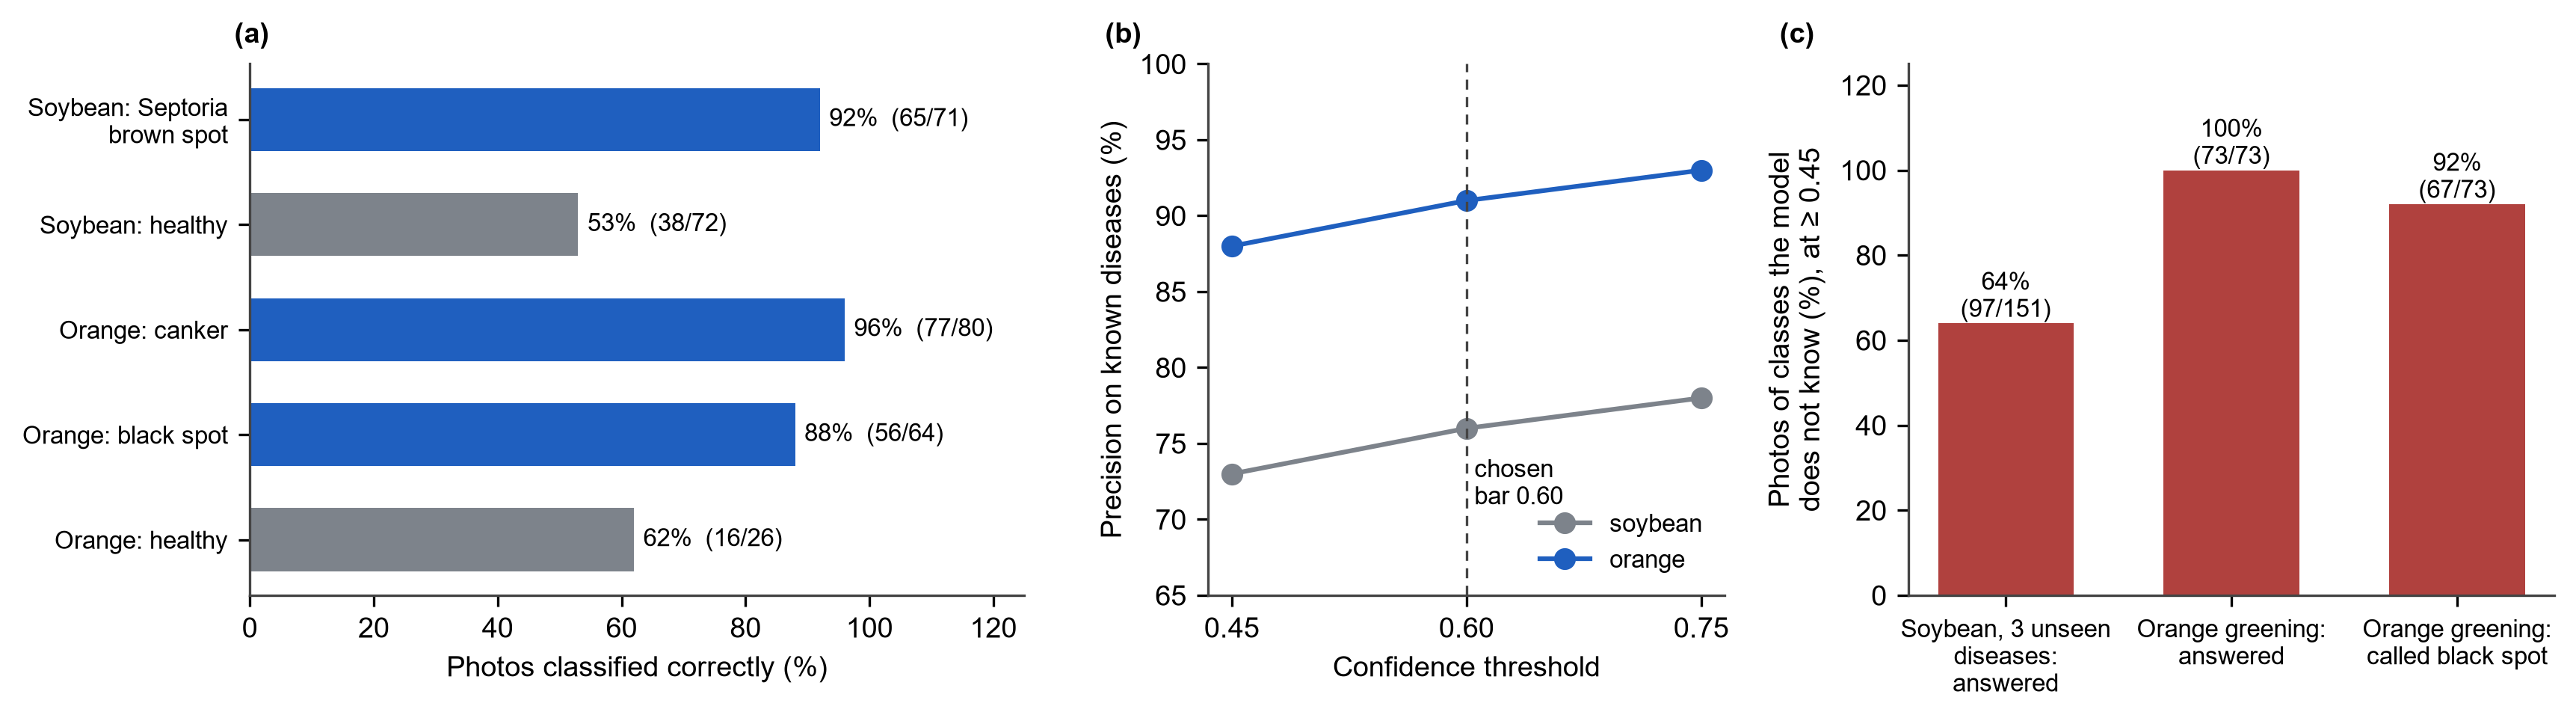 (a)
Soybean: Septoria
brown spot
92% (65/71)
Soybean: healthy
53% (38/72)
Orange: canker
96% (77/80)
Orange: black spot
88% (56/64)
Orange: healthy
62% (16/26)
0 20 40 60 80 100 120
Photos classified correctly (%)
(b)
Precision on known diseases (%)
100
95
90
85
80
75
70
65
chosen
bar 0.60
soybean
orange
0.45 0.60 0.75
Confidence threshold
(c)
Photos of classes the model
does not know (%), at ≥ 0.45
120
100
80
60
40
20
0
64%
(97/151)
100%
(73/73)
92%
(67/73)
Soybean, 3 unseen
diseases:
answered
Orange greening:
answered
Orange greening:
called black spot